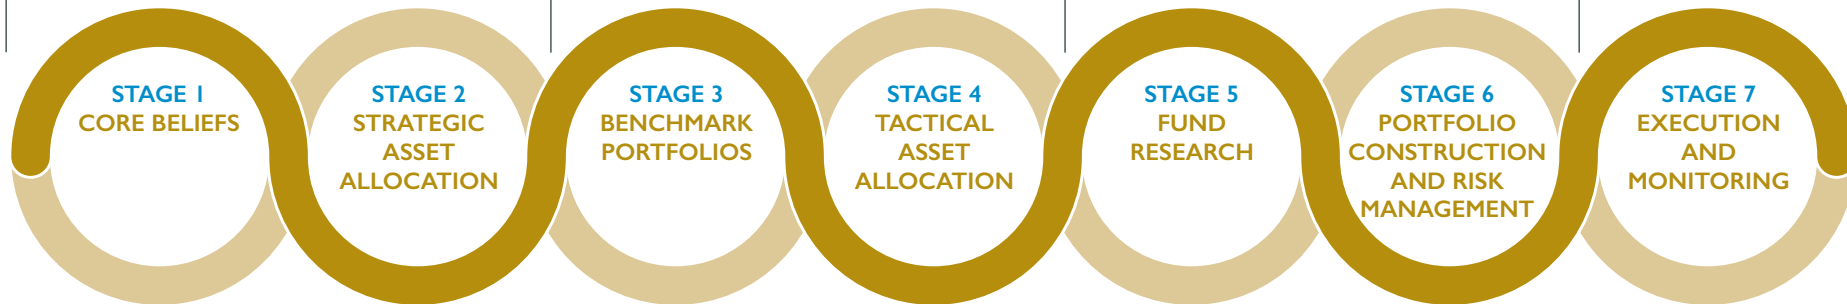 STAGE 1
CORE BELIEFS
STAGE 2
STRATEGIC
ASSET
ALLOCATION
STAGE 3
BENCHMARK
PORTFOLIOS
STAGE 4
TACTICAL
ASSET
ALLOCATION
STAGE 5
FUND
RESEARCH
STAGE 6
PORTFOLIO
CONSTRUCTION
AND RISK
MANAGEMENT
STAGE 7
EXECUTION
AND
MONITORING